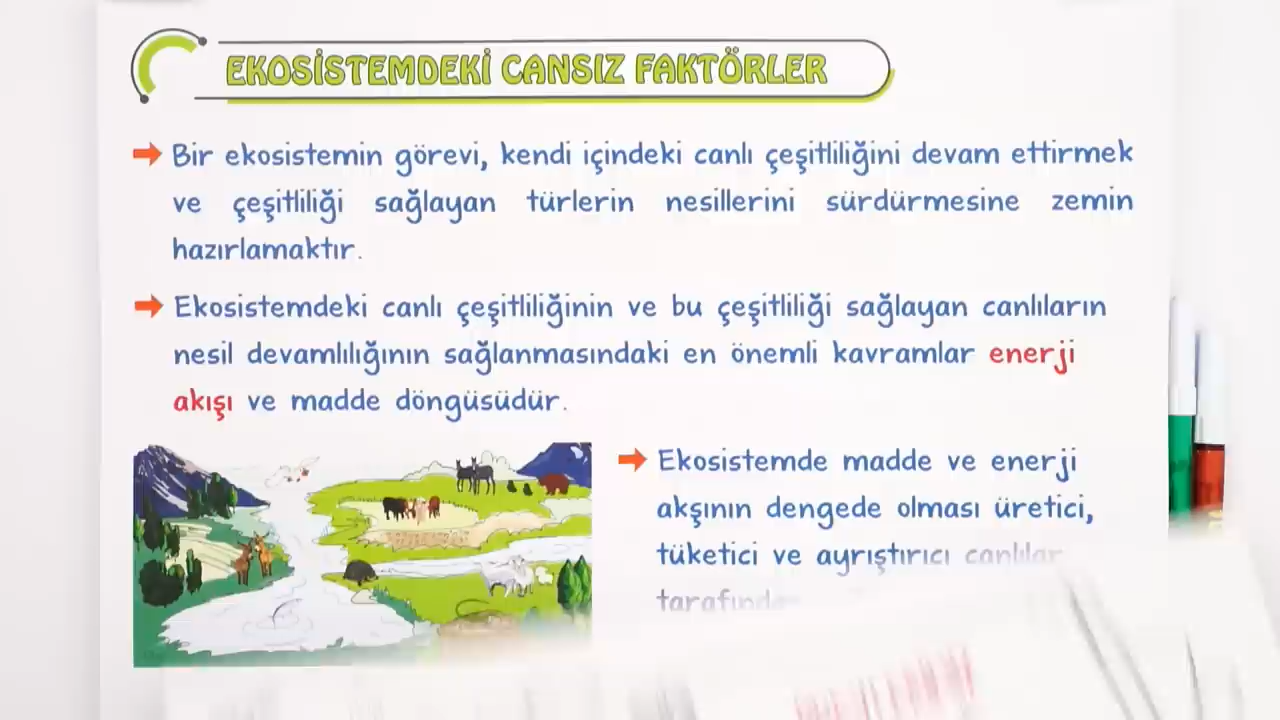 EKOSİSTEMDEKİ CANSIZ FAKTÖRLER
Bir ekosistemin görevi, kendi içindeki canlı çeşitliliğini devam ettirmek
ve çeşitliliği sağlayan türlerin nesillerini sürdürmesine zemin
hazırlamaktır.
Ekosistemdeki canlı çeşitliliğinin ve bu çeşitliliği sağlayan canlıların
nesil devamlılığının sağlanmasındaki en önemli kavramlar enerji
akışı ve madde döngüsüdür.
Ekosistemde madde ve enerji
akşının dengede olması üretici,
tüketici ve ayrıştırıcı canlılar